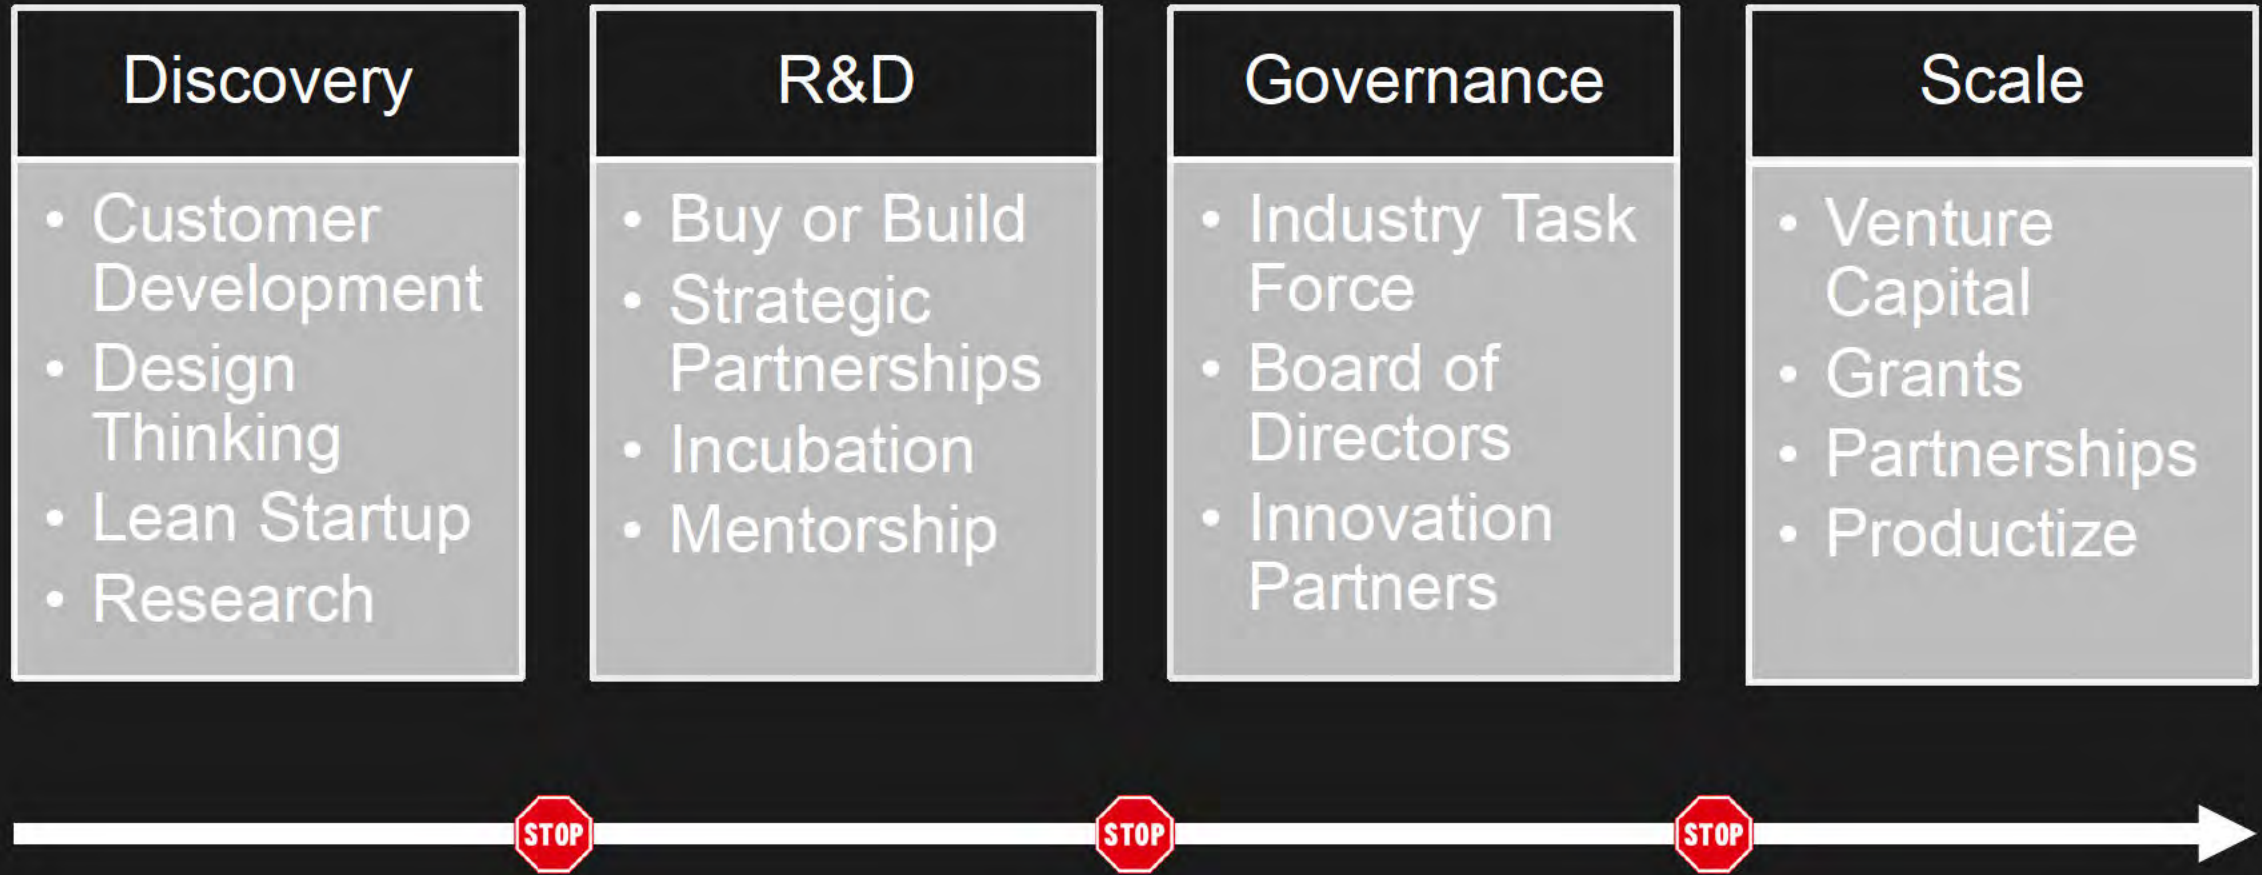 Discovery
• Customer
Development
• Design
Thinking
• Lean Startup
• Research
R&D
• Buy or Build
• Strategic
Partnerships
• Incubation
• Mentorship
Governance
• Industry Task
Force
• Board of
Directors
• Innovation
Partners
Scale
• Venture
Capital
• Grants
• Partnerships
• Productize
STOP
STOP
STOP